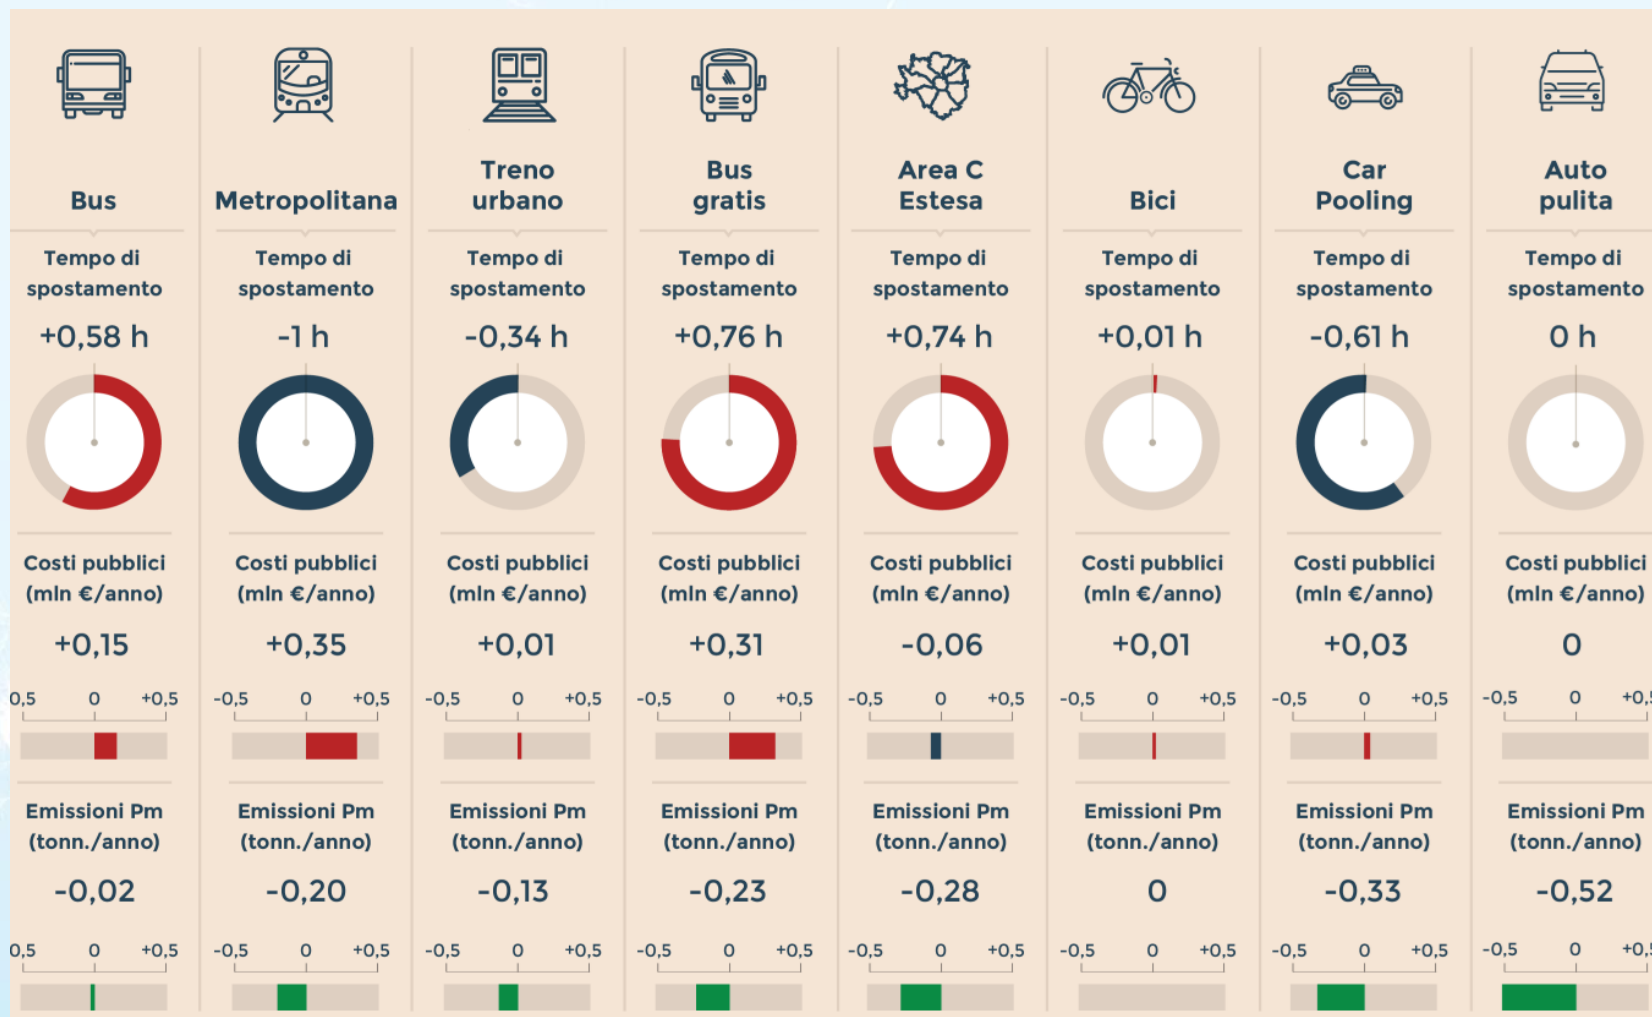 Bus
Tempo di
spostamento
+0,58 h
Costi pubblici
(mln €/anno)
+0,15
0,5 0 +0,5
Emissioni Pm
(tonn./anno)
-0,02
0,5 0 +0,5
Metropolitana
Tempo di
spostamento
-1 h
Costi pubblici
(mln €/anno)
+0,35
-0,5 0 +0,5
Emissioni Pm
(tonn./anno)
-0,20
-0,5 0 +0,5
Treno
urbano
Tempo di
spostamento
-0,34 h
Costi pubblici
(mln €/anno)
+0,01
-0,5 0 +0,5
Emissioni Pm
(tonn./anno)
-0,13
-0,5 0 +0,5
Bus
gratis
Tempo di
spostamento
+0,76 h
Costi pubblici
(mln €/anno)
+0,31
-0,5 0 +0,5
Emissioni Pm
(tonn./anno)
-0,23
-0,5 0 +0,5
Area C
Estesa
Tempo di
spostamento
+0,74 h
Costi pubblici
(mln €/anno)
-0,06
-0,5 0 +0,5
Emissioni Pm
(tonn./anno)
-0,28
-0,5 0 +0,5
Bici
Tempo di
spostamento
+0,01 h
Costi pubblici
(mln €/anno)
+0,01
-0,5 0 +0,5
Emissioni Pm
(tonn./anno)
0
-0,5 0 +0,5
Car
Pooling
Tempo di
spostamento
-0,61 h
Costi pubblici
(mln €/anno)
+0,03
-0,5 0 +0,5
Emissioni Pm
(tonn./anno)
-0,33
-0,5 0 +0,5
Auto
pulita
Tempo di
spostamento
0 h
Costi pubblici
(mln €/anno)
0
-0,5 0 +0,5
Emissioni Pm
(tonn./anno)
-0,52
-0,5 0 +0,5